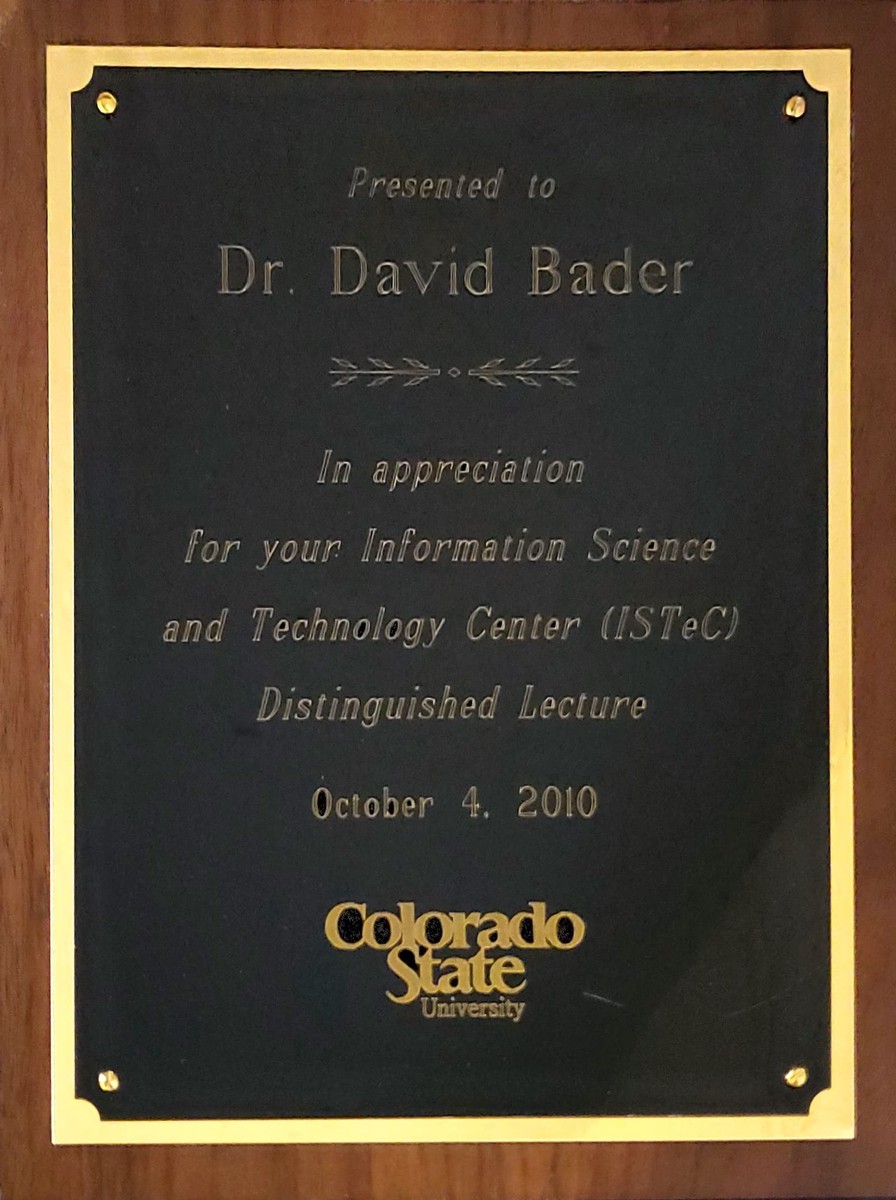 Presented to
Dr. David Bader
In appreciation
for your Information Science
and Technology Center (ISTeC)
Distinguished Lecture
October 4, 2010
Colorado
State
University